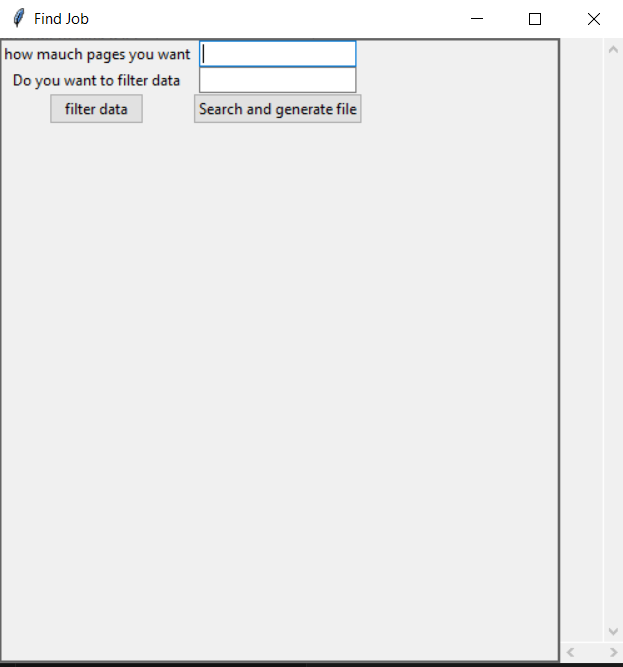 Find Job
how mauch pages you want
Do you want to filter data
filter data Search and generate file